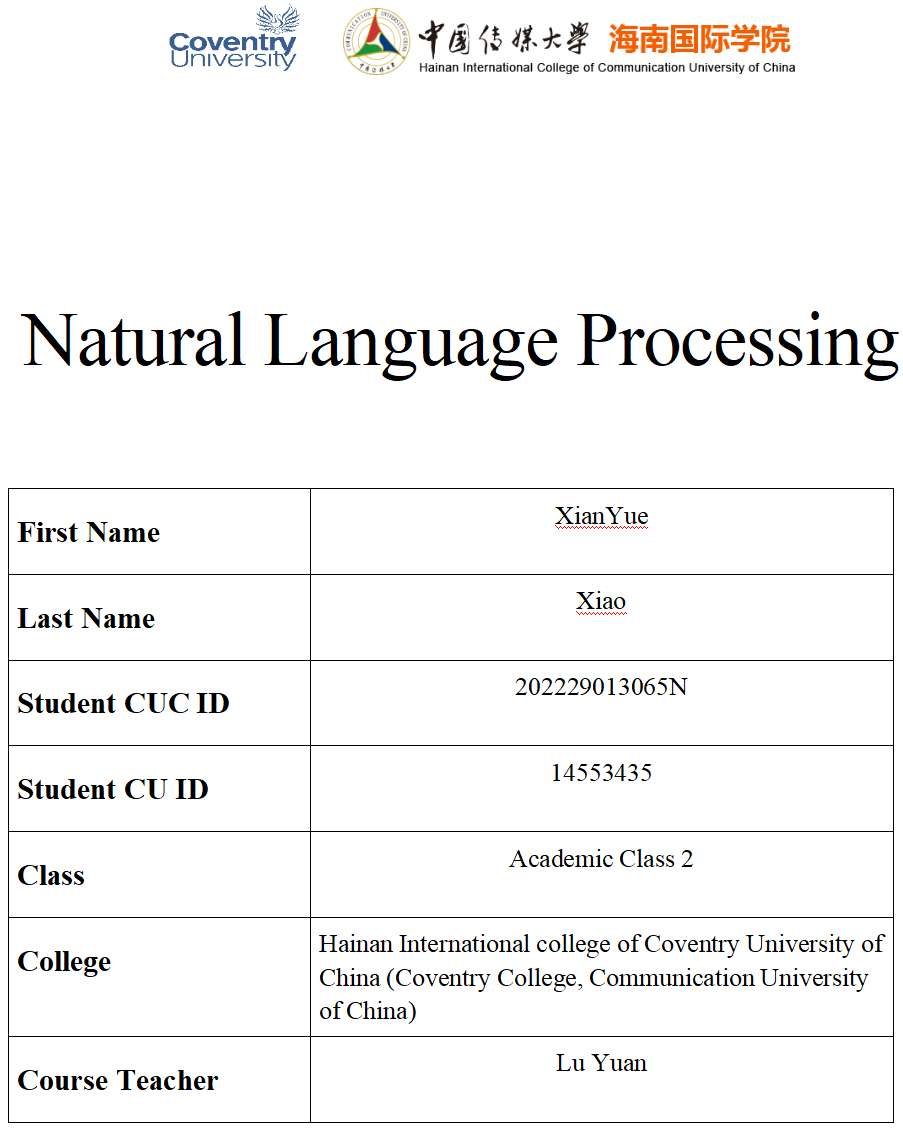 Coventry University
中国传媒大学 海南国际学院
Hainan International College of Communication University of China
Natural Language Processing
First Name XianYue
Last Name Xiao
Student CUC ID 202229013065N
Student CU ID 14553435
Class Academic Class 2
College Hainan International college of Coventry University of
China (Coventry College, Communication University
of China)
Course Teacher Lu Yuan